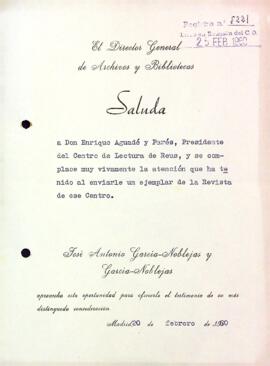 Registro nº 8221
25 FEB. 1960
El Director General
de Archivos y Bibliotecas
Saluda
a Don Enrique Aguadé y Parés, Presidente
del Centro de Lectura de Reus, y se com-
place muy vivamente la atención que ha te
nido al enviarle un ejemplar de la Revista
de ese Centro.
José Antonio García-Noblejas y
García-Noblejas
aprovecha esta oportunidad para ofrecerle el testimonio de su más
distinguida consideración
Madrid 20 de febrero de 1960